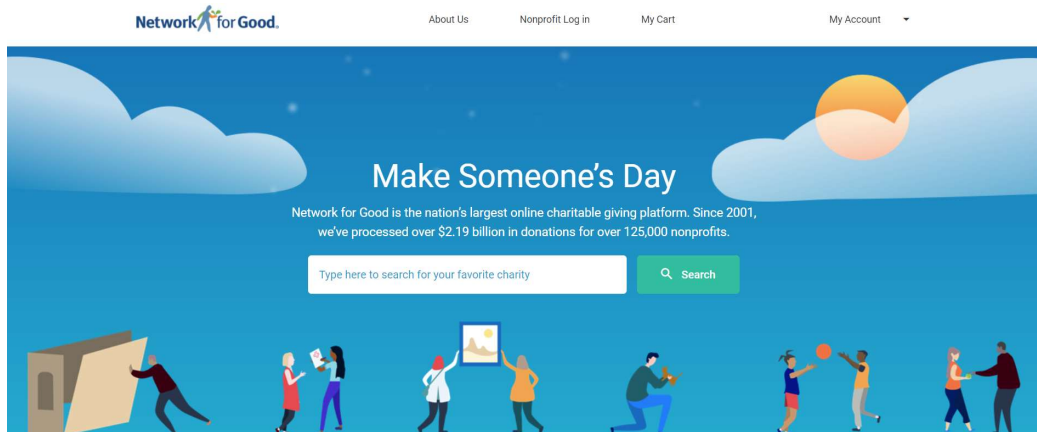 Network for Good.
About Us
Nonprofit Log in
My Cart
My Account
Make Someone's Day
Network for Good is the nation's largest online charitable giving platform. Since 2001,
we've processed over $2.19 billion in donations for over 125,000 nonprofits.
Type here to search for your favorite charity
Search